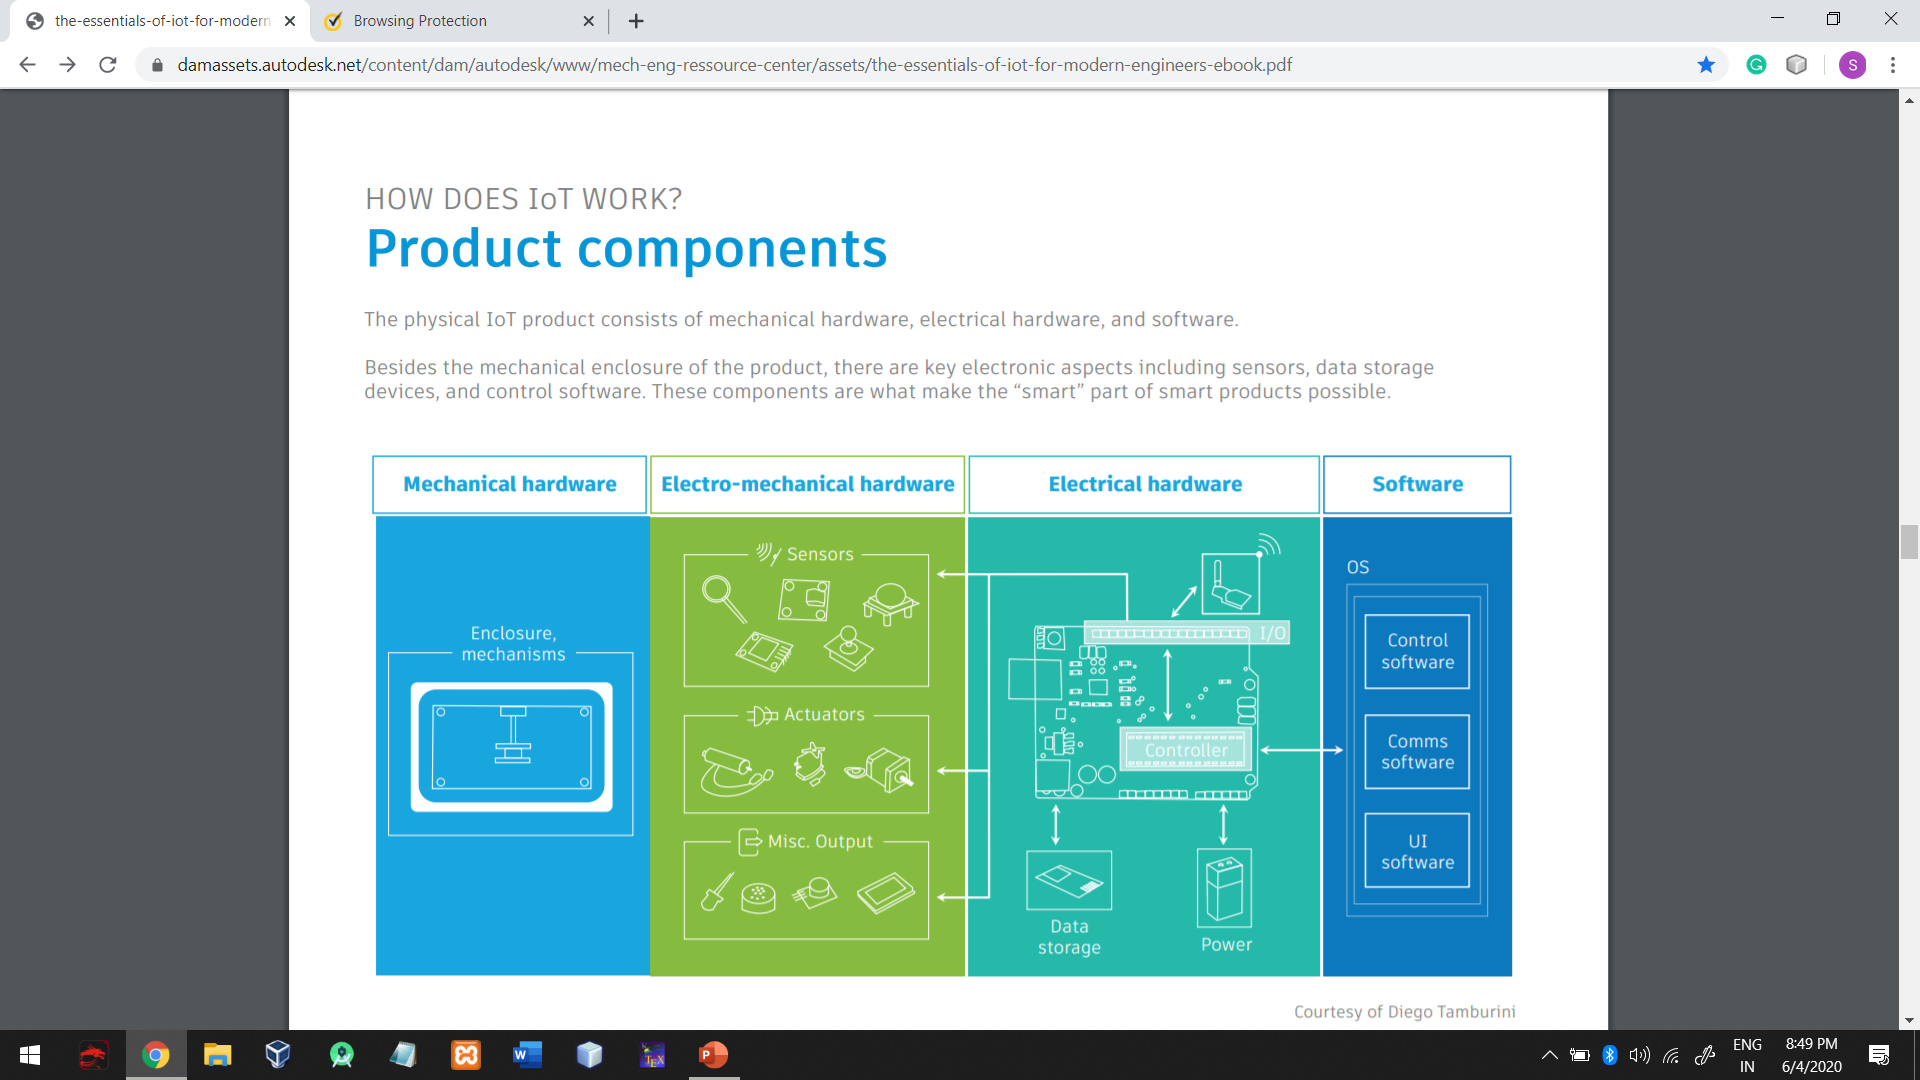 the-essentials-of-iot-for-modern
Browsing Protection
damassets.autodesk.net/content/dam/autodesk/www/mech-eng-ressource-center/assets/the-essentials-of-iot-for-modern-engineers-ebook.pdf
S
HOW DOES IoT WORK?
Product components
The physical IoT product consists of mechanical hardware, electrical hardware, and software.
Besides the mechanical enclosure of the product, there are key electronic aspects including sensors, data storage
devices, and control software. These components are what make the “smart” part of smart products possible.
Mechanical hardware
Electro-mechanical hardware
Electrical hardware
Software
Enclosure,
mechanisms
Sensors
Actuators
Misc. Output
I/O
Controller
Data
storage
Power
OS
Control
software
Comms
software
UI
software
Courtesy of Diego Tamburini
W
TEX
P
ENG
IN
8:49 PM
6/4/2020